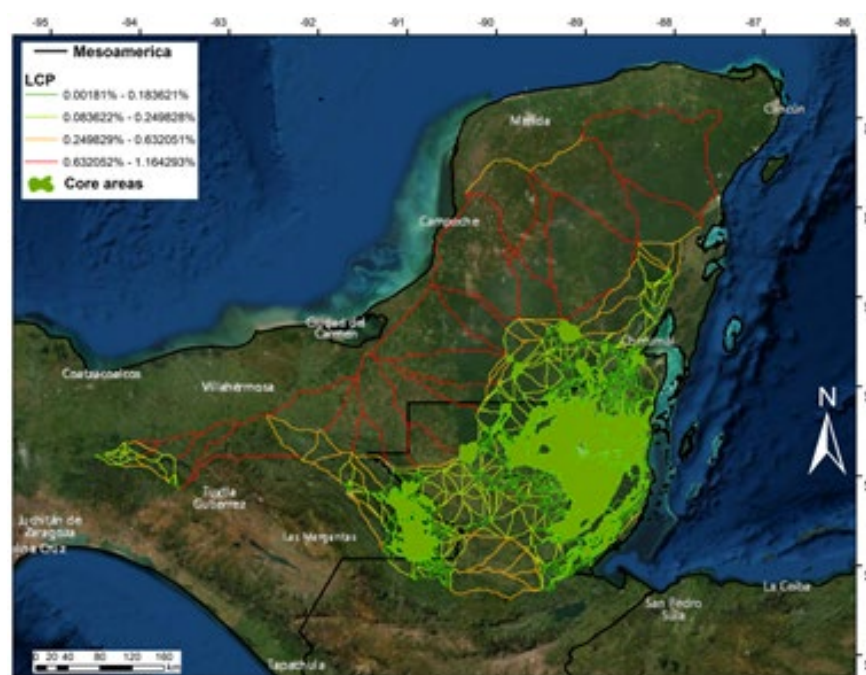 -95 -94 -93 -92 -91 -90 -89 -88 -87 -86
Mesoamerica
LCP
0.00181% - 0.183621%
0.083622% - 0.249828%
0.249829% - 0.632051%
0.632052% - 1.164293%
Core areas
Mérida
Cancún
Campeche
Ciudad del
Carmen
Chetumal
Coatzacoalcos
Villahermosa
N
Tuxtla
Gutiérrez
Juchitán de
Zaragoza
Las Margaritas
La Ceiba
San Pedro
Sula
Tapachula
0 20 40 80 120 160